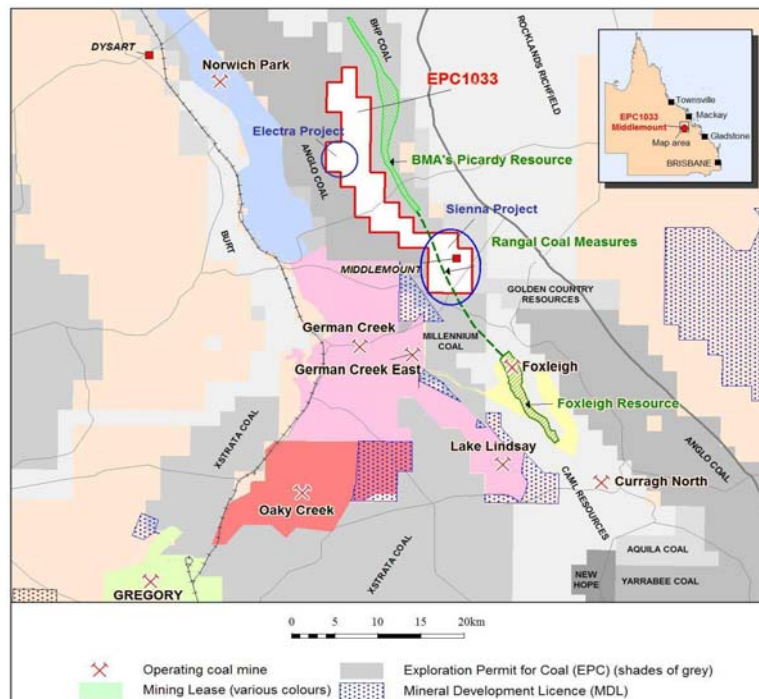 DYSART
Norwich Park
BHP COAL
EPC1033
ROCKLANDS RICHFIELD
Townsville
Mackay
EPC1033
Middlemount
Gladstone
Map area
BRISBANE
Electra Project
ANGLO COAL
BMA's Picardy Resource
Sienna Project
BURT
Rangal Coal Measures
MIDDLEMOUNT
GOLDEN COUNTRY
RESOURCES
German Creek
MILLENNIUM
COAL
German Creek East
Foxleigh
Foxleigh Resource
XSTRATA COAL
ANGLO COAL
Lake Lindsay
CAML RESOURCES
Curragh North
Oaky Creek
XSTRATA COAL
AQUILA COAL
GREGORY
NEW
HOPE
YARRABEE COAL
0 5 10 15 20km
Operating coal mine
Exploration Permit for Coal (EPC) (shades of grey)
Mining Lease (various colours)
Mineral Development Licence (MDL)